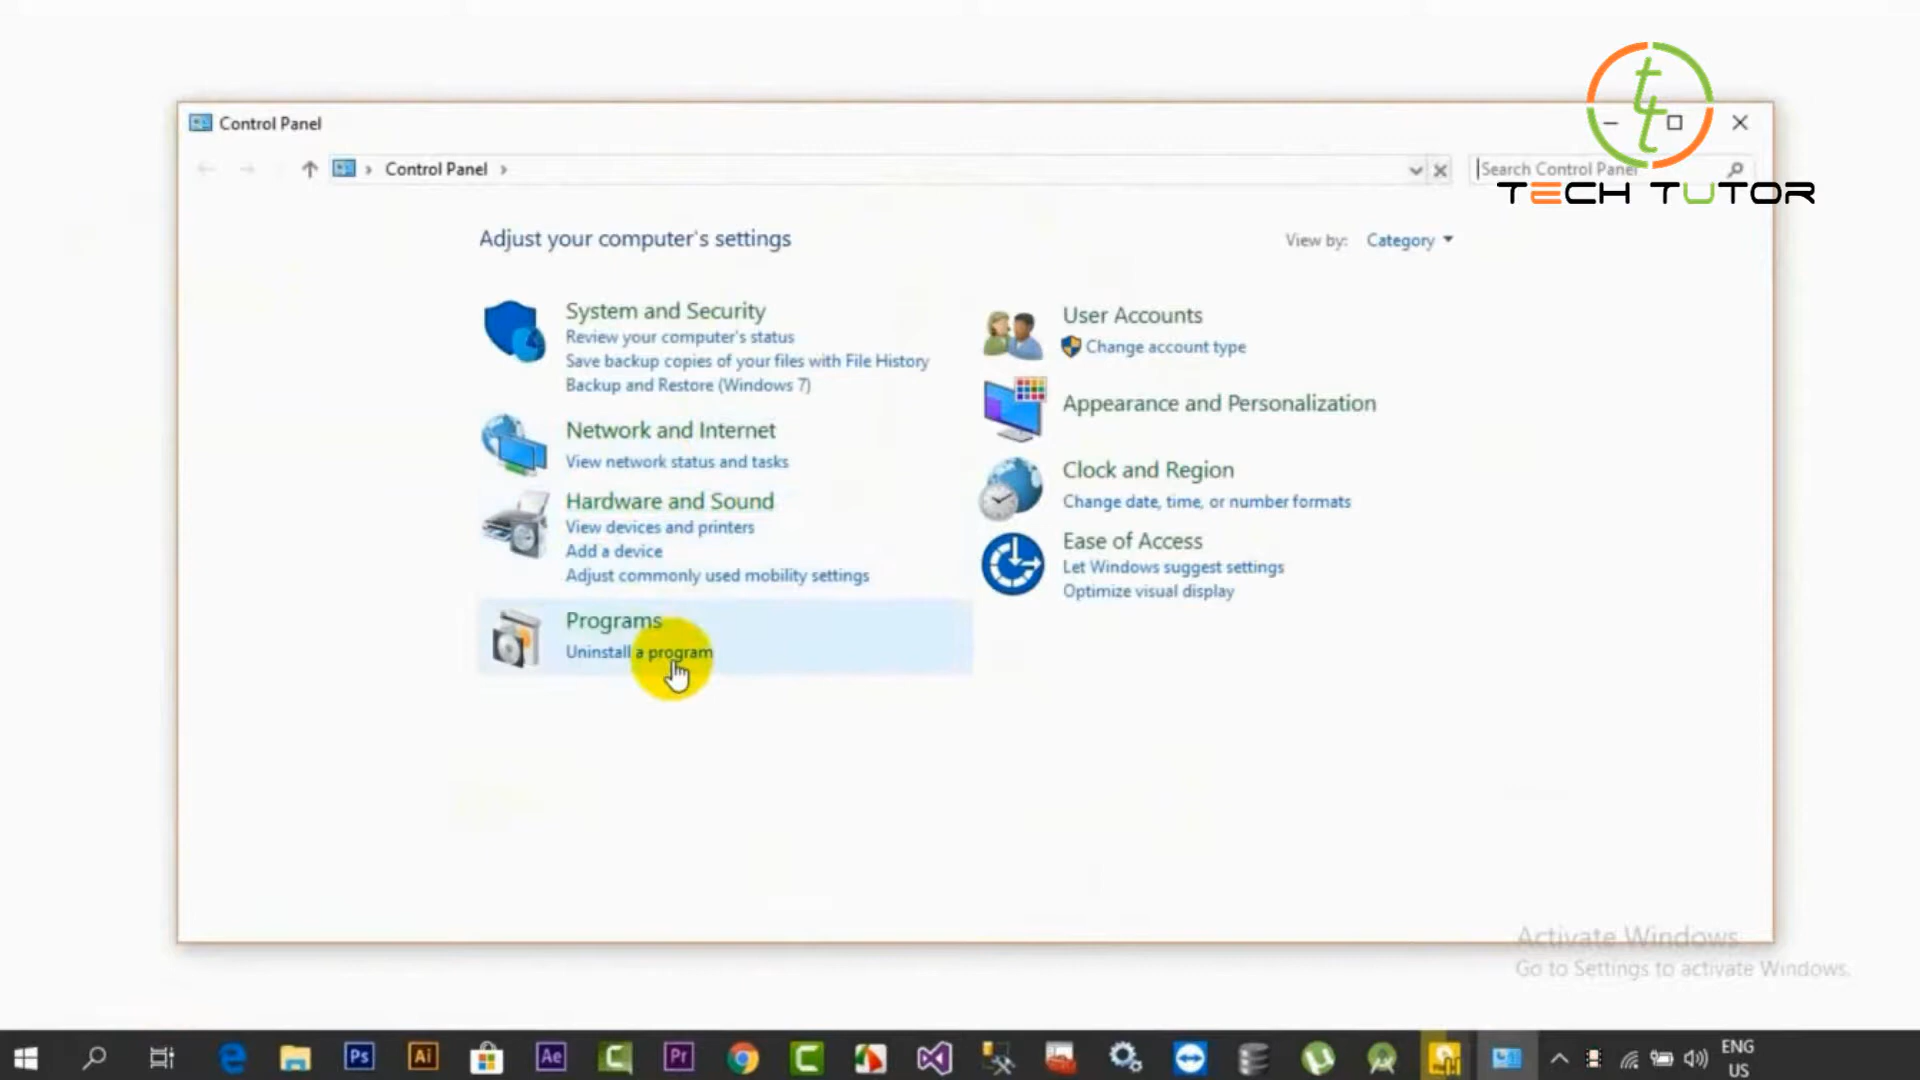 TECH TUTOR
Control Panel
Control Panel
Search Control Panel
Adjust your computer's settings
View by: Category
System and Security
Review your computer's status
Save backup copies of your files with File History
Backup and Restore (Windows 7)
Network and Internet
View network status and tasks
Hardware and Sound
View devices and printers
Add a device
Adjust commonly used mobility settings
Programs
Uninstall a program
User Accounts
Change account type
Appearance and Personalization
Clock and Region
Change date, time, or number formats
Ease of Access
Let Windows suggest settings
Optimize visual display
Activate Windows
Go to Settings to activate Windows.
Ps
Ai
Ae
Pr
ENG
US